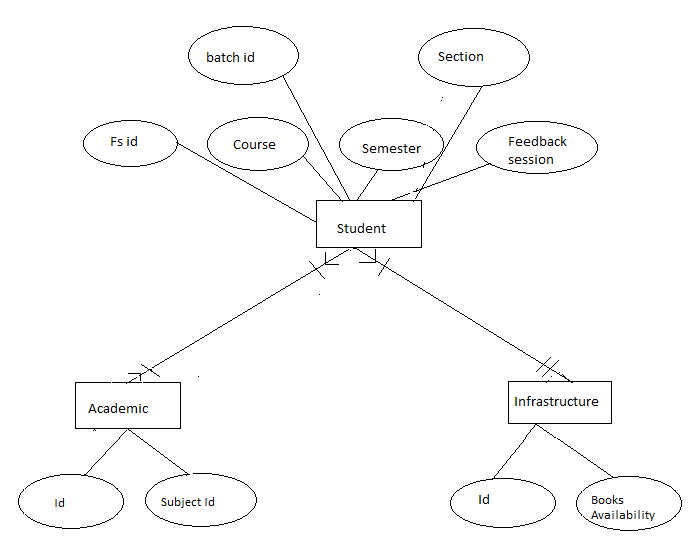 batch id
Section
Fs id
Course
Semester
Feedback
session
Student
Academic
Infrastructure
Id
Subject Id
Id
Books
Availability